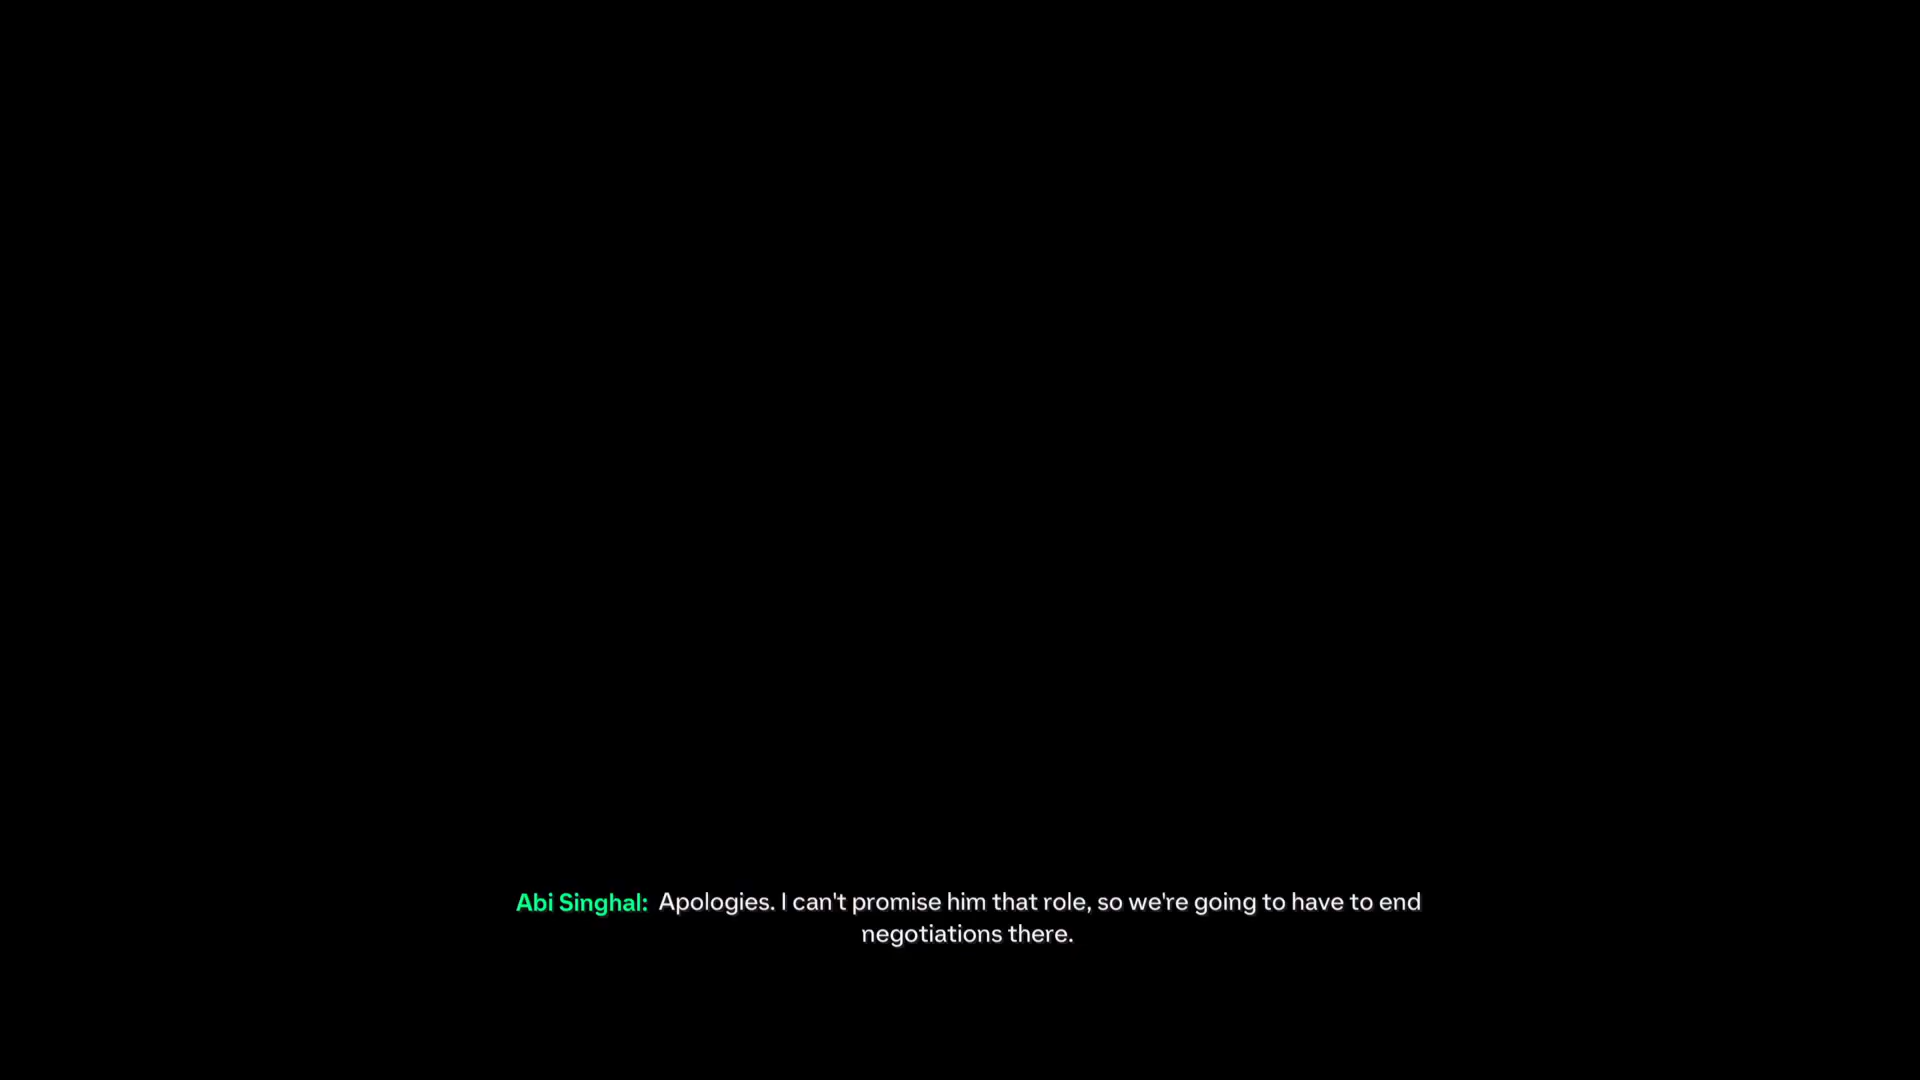 Abi Singhal: Apologies. I can't promise him that role, so we're going to have to end
negotiations there.